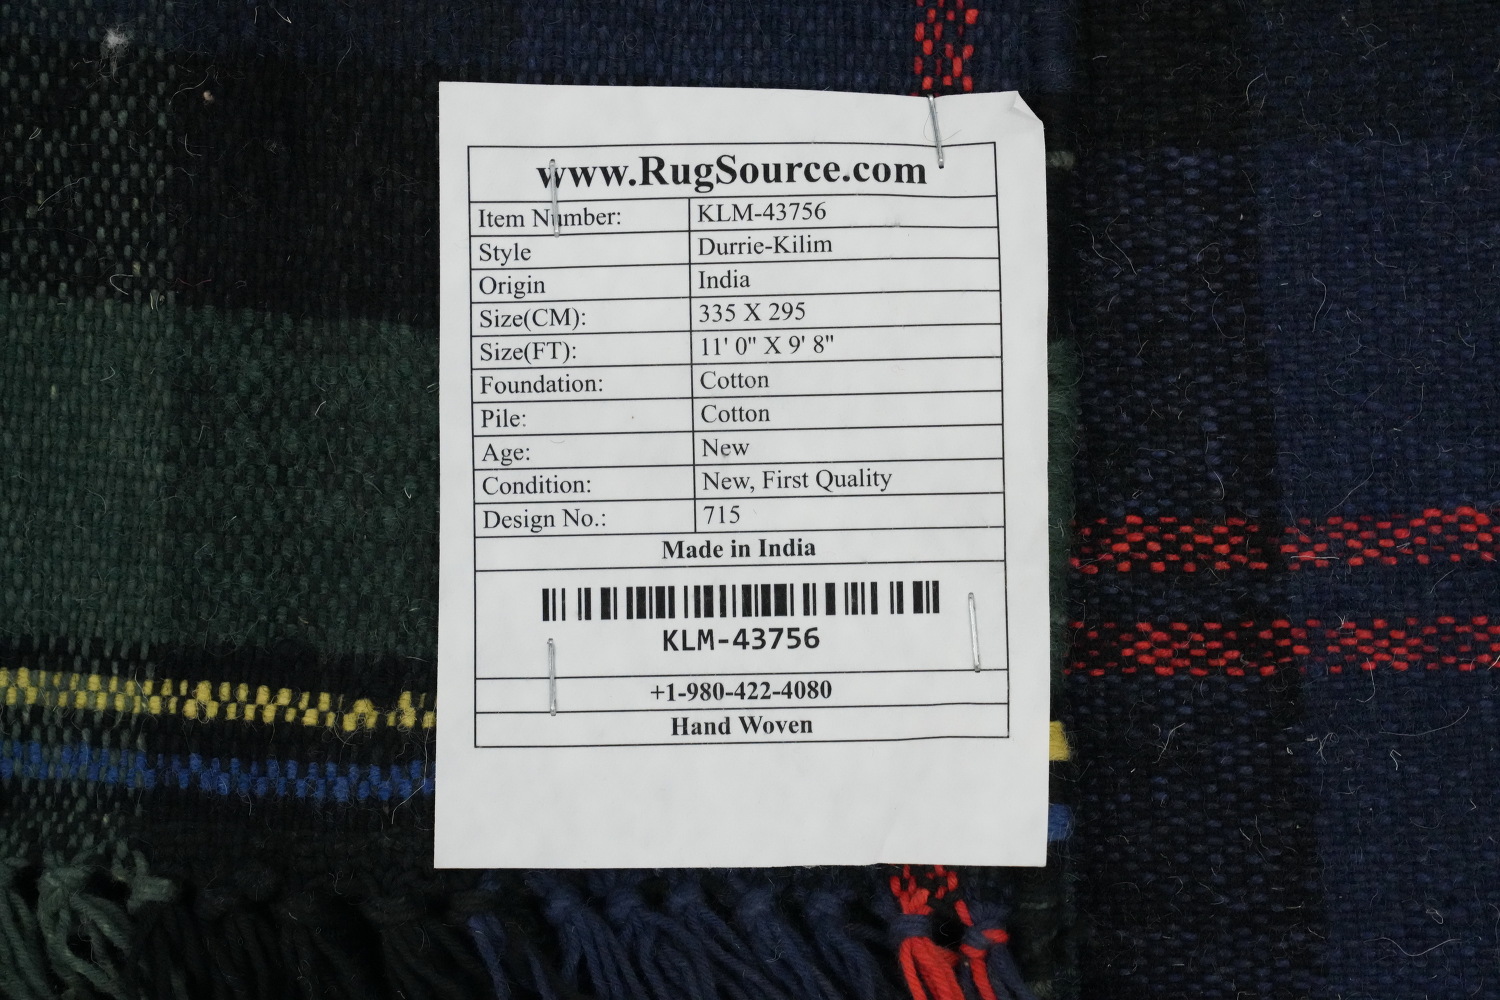 www.RugSource.com
Item Number: KLM-43756
Style Durrie-Kilim
Origin India
Size(CM): 335 X 295
Size(FT): 11' 0" X 9' 8"
Foundation: Cotton
Pile: Cotton
Age: New
Condition: New, First Quality
Design No.: 715
Made in India
KLM-43756
+1-980-422-4080
Hand Woven